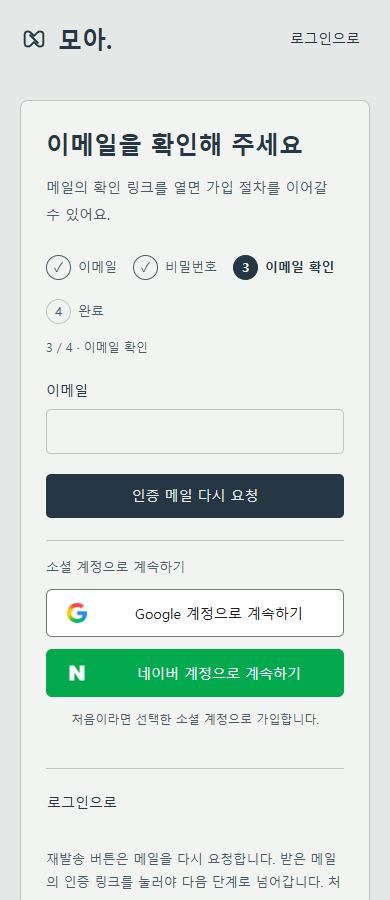 모아.
로그인으로
이메일을 확인해 주세요
메일의 확인 링크를 열면 가입 절차를 이어갈
수 있어요.
✓ 이메일 ✓ 비밀번호 3 이메일 확인
4 완료
3 / 4 · 이메일 확인
이메일
인증 메일 다시 요청
소셜 계정으로 계속하기
Google 계정으로 계속하기
네이버 계정으로 계속하기
처음이라면 선택한 소셜 계정으로 가입합니다.
로그인으로
재발송 버튼은 메일을 다시 요청합니다. 받은 메일
의 인증 링크를 눌러야 다음 단계로 넘어갑니다. 처